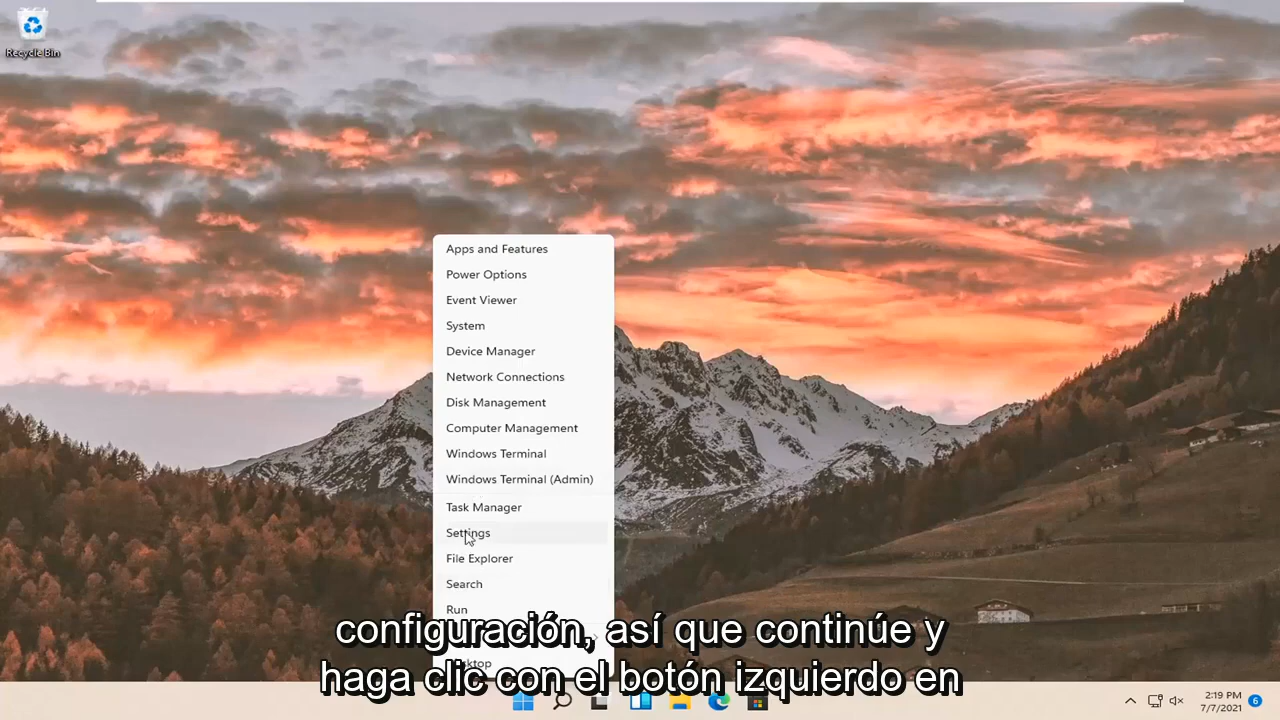 Recycle Bin
Apps and Features
Power Options
Event Viewer
System
Device Manager
Network Connections
Disk Management
Computer Management
Windows Terminal
Windows Terminal (Admin)
Task Manager
Settings
File Explorer
Search
Run
configuración, así que continúe y
haga clic con el botón izquierdo en
2:19 PM
7/7/2021
6